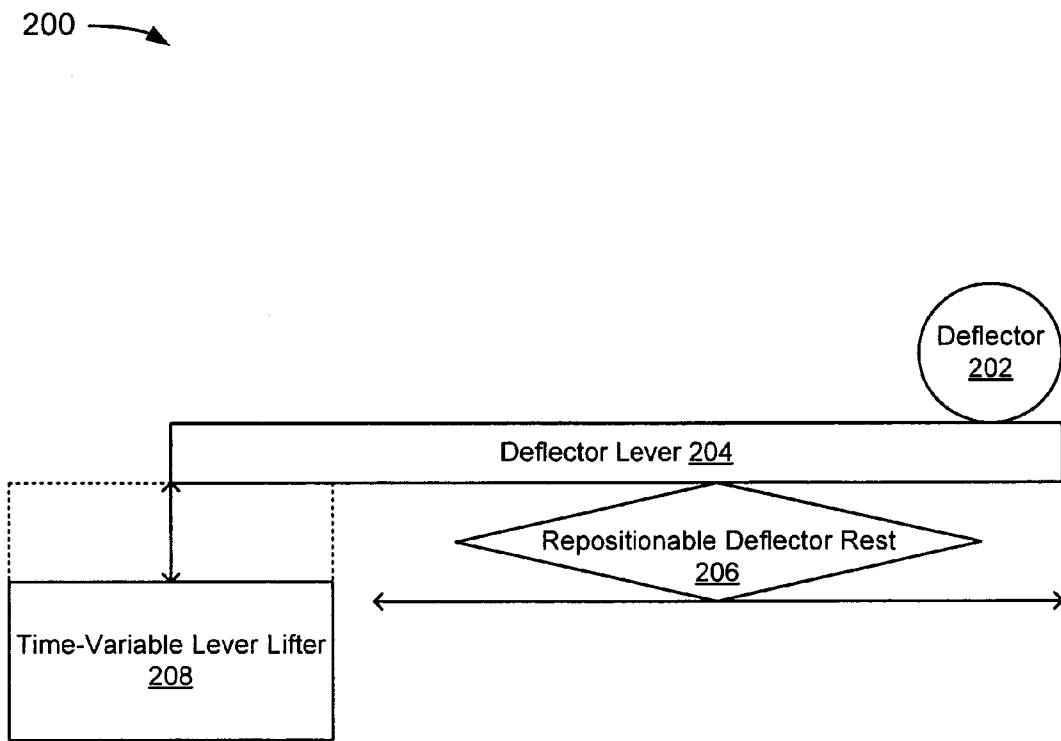 200
Deflector
202
Deflector Lever 204
Repositionable Deflector Rest
206
Time-Variable Lever Lifter
208